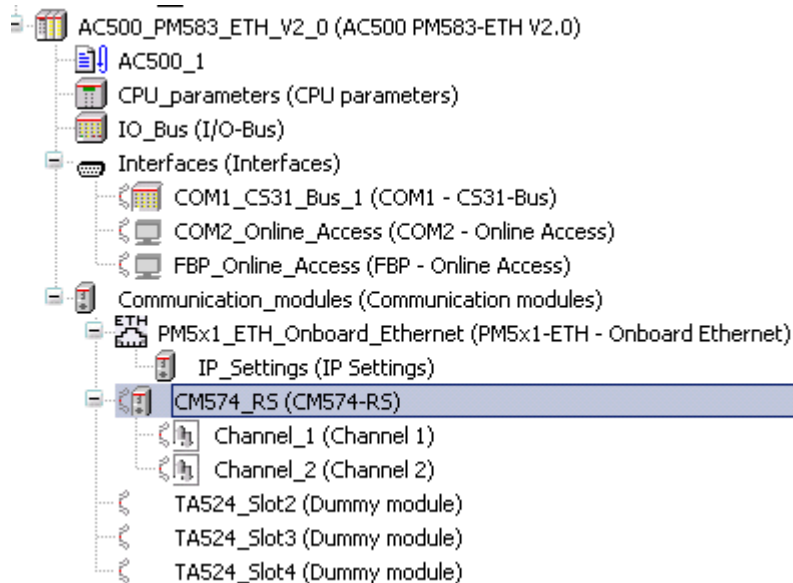 AC500_PM583_ETH_V2_0 (AC500 PM583-ETH V2.0)
AC500_1
CPU_parameters (CPU parameters)
IO_Bus (I/O-Bus)
Interfaces (Interfaces)
COM1_CS31_Bus_1 (COM1 - CS31-Bus)
COM2_Online_Access (COM2 - Online Access)
FBP_Online_Access (FBP - Online Access)
Communication_modules (Communication modules)
ETH PM5x1_ETH_Onboard_Ethernet (PM5x1-ETH - Onboard Ethernet)
IP_Settings (IP Settings)
CM574_RS (CM574-RS)
Channel_1 (Channel 1)
Channel_2 (Channel 2)
TA524_Slot2 (Dummy module)
TA524_Slot3 (Dummy module)
TA524_Slot4 (Dummy module)